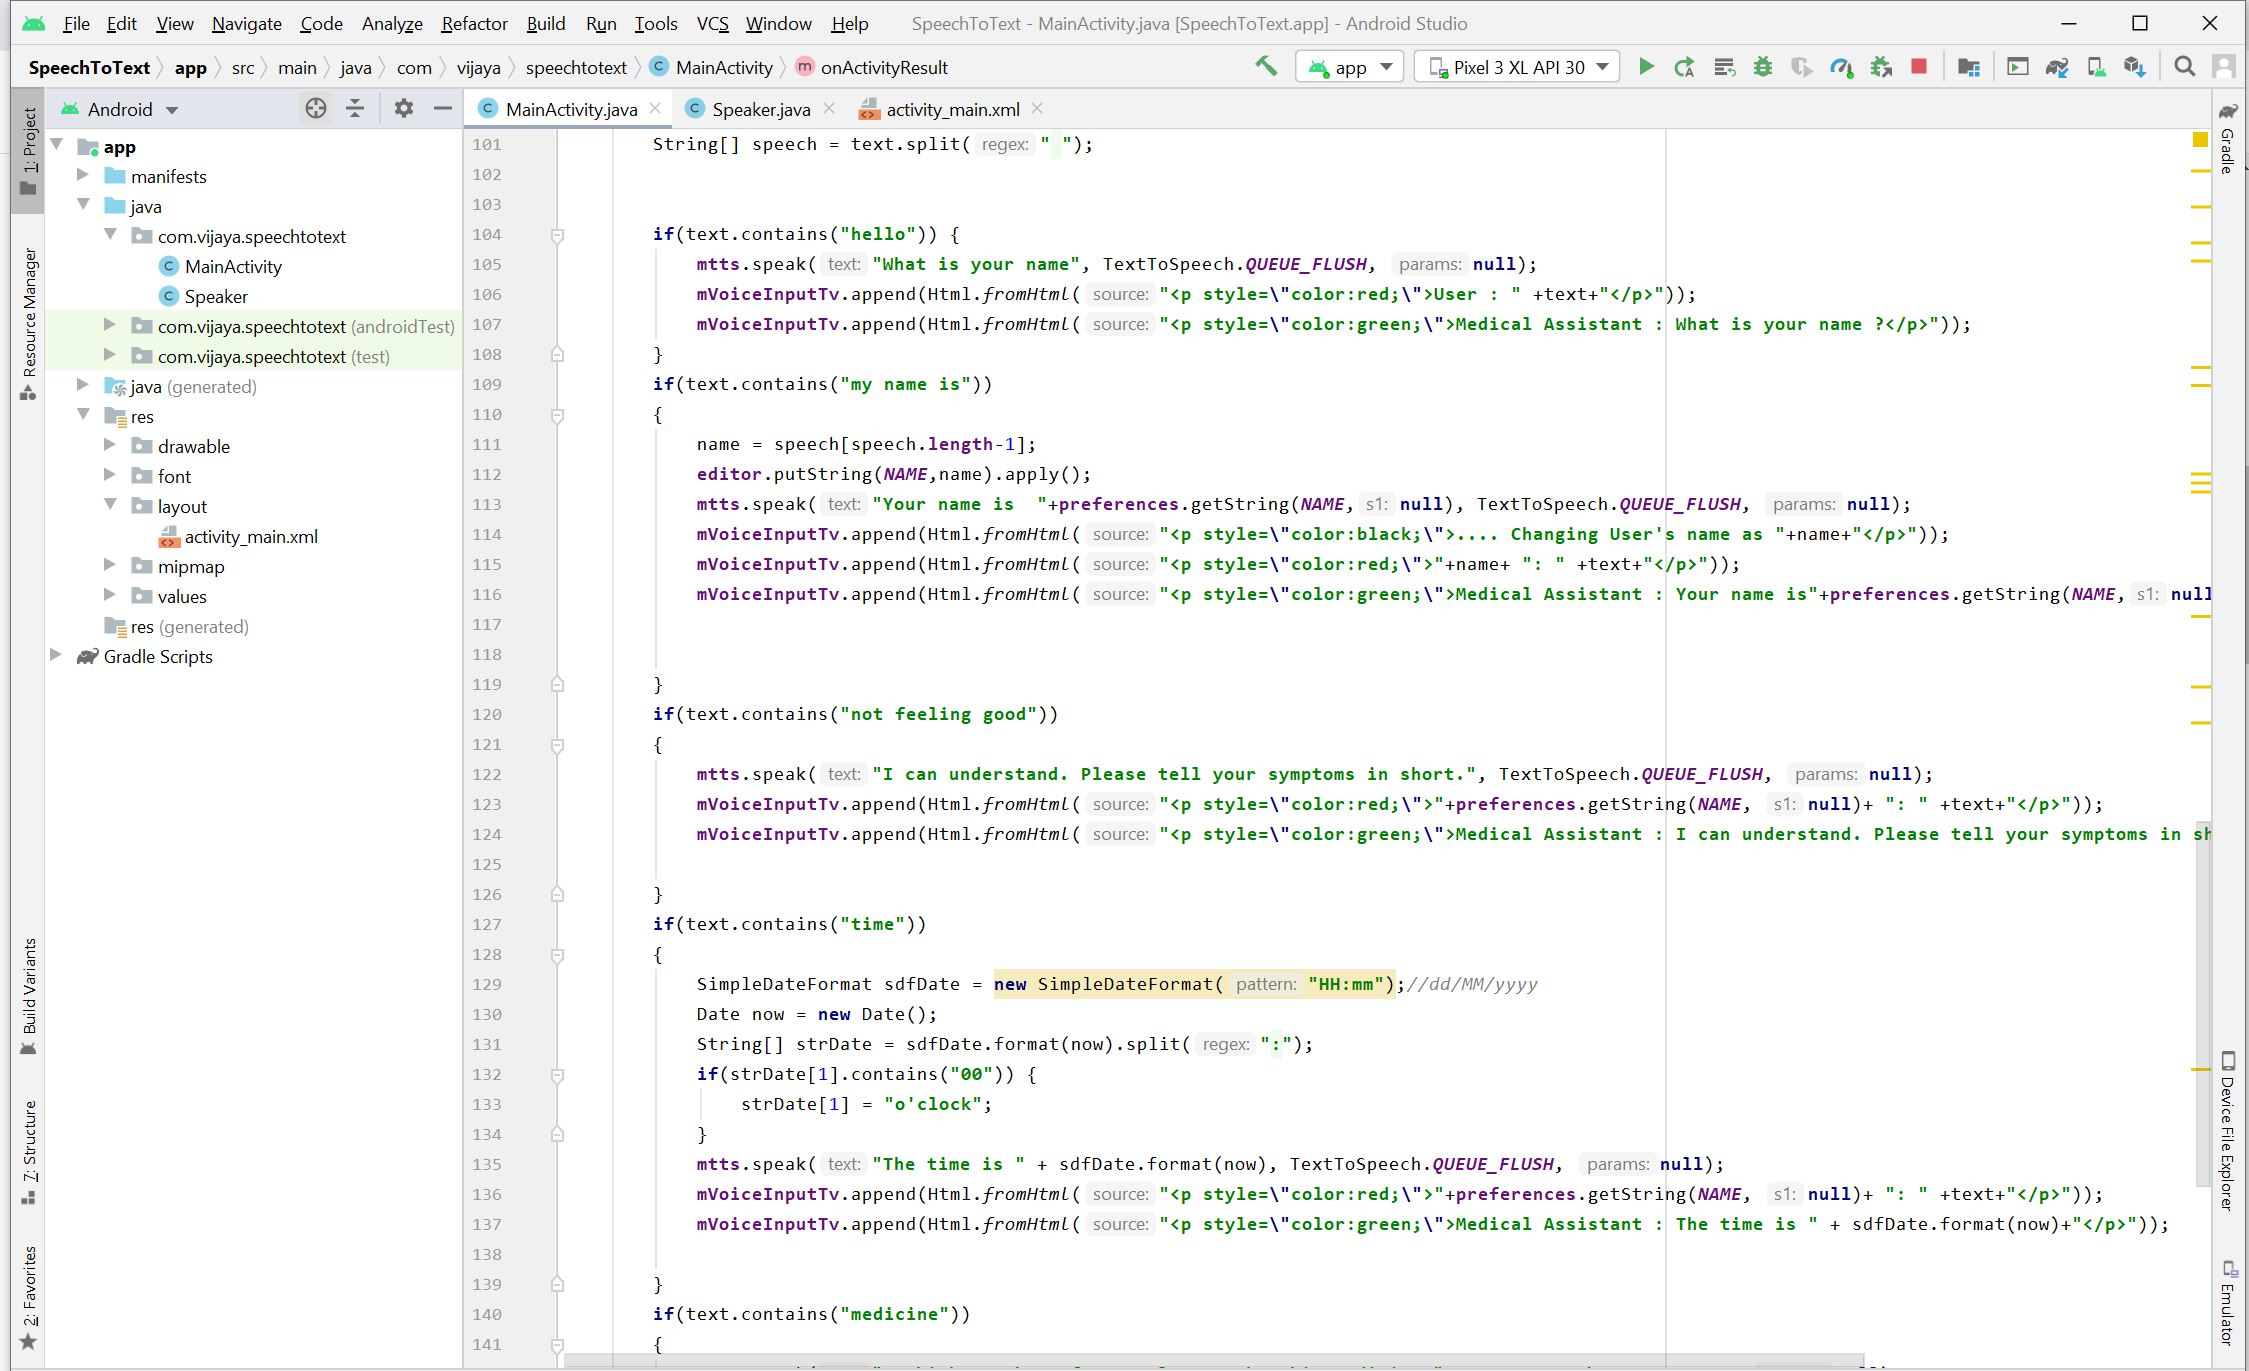 File Edit View Navigate Code Analyze Refactor Build Run Tools VCS Window Help SpeechToText - MainActivity.java [SpeechToText.app] - Android Studio
SpeechToText app src main java com vijaya speechtotext MainActivity onActivityResult app Pixel 3 XL API 30
Android
MainActivity.java Speaker.java activity_main.xml
1: Project
Resource Manager
Build Variants
7: Structure
2: Favorites
app
manifests
java
com.vijaya.speechtotext
MainActivity
Speaker
com.vijaya.speechtotext (androidTest)
com.vijaya.speechtotext (test)
java (generated)
res
drawable
font
layout
activity_main.xml
mipmap
values
res (generated)
Gradle Scripts
101 String[] speech = text.split( regex: " ");
102
103
104 if(text.contains("hello")) {
105 mtts.speak( text: "What is your name", TextToSpeech.QUEUE_FLUSH, params: null);
106 mVoiceInputTv.append(Html.fromHtml( source: "<p style=\"color:red;\">User : " +text+"</p>"));
107 mVoiceInputTv.append(Html.fromHtml( source: "<p style=\"color:green;\">Medical Assistant : What is your name ?</p>"));
108 }
109 if(text.contains("my name is"))
110 {
111 name = speech[speech.length-1];
112 editor.putString(NAME,name).apply();
113 mtts.speak( text: "Your name is  "+preferences.getString(NAME, s1: null), TextToSpeech.QUEUE_FLUSH, params: null);
114 mVoiceInputTv.append(Html.fromHtml( source: "<p style=\"color:black;\">.... Changing User's name as "+name+"</p>"));
115 mVoiceInputTv.append(Html.fromHtml( source: "<p style=\"color:red;\">"+name+ ": " +text+"</p>"));
116 mVoiceInputTv.append(Html.fromHtml( source: "<p style=\"color:green;\">Medical Assistant : Your name is"+preferences.getString(NAME, s1: null
117
118
119 }
120 if(text.contains("not feeling good"))
121 {
122 mtts.speak( text: "I can understand. Please tell your symptoms in short.", TextToSpeech.QUEUE_FLUSH, params: null);
123 mVoiceInputTv.append(Html.fromHtml( source: "<p style=\"color:red;\">"+preferences.getString(NAME, s1: null)+ ": " +text+"</p>"));
124 mVoiceInputTv.append(Html.fromHtml( source: "<p style=\"color:green;\">Medical Assistant : I can understand. Please tell your symptoms in sh
125
126 }
127 if(text.contains("time"))
128 {
129 SimpleDateFormat sdfDate = new SimpleDateFormat( pattern: "HH:mm");//dd/MM/yyyy
130 Date now = new Date();
131 String[] strDate = sdfDate.format(now).split( regex: ":");
132 if(strDate[1].contains("00")) {
133 strDate[1] = "o'clock";
134 }
135 mtts.speak( text: "The time is " + sdfDate.format(now), TextToSpeech.QUEUE_FLUSH, params: null);
136 mVoiceInputTv.append(Html.fromHtml( source: "<p style=\"color:red;\">"+preferences.getString(NAME, s1: null)+ ": " +text+"</p>"));
137 mVoiceInputTv.append(Html.fromHtml( source: "<p style=\"color:green;\">Medical Assistant : The time is " + sdfDate.format(now)+"</p>"));
138
139 }
140 if(text.contains("medicine"))
141 {
Gradle
Device File Explorer
Emulator